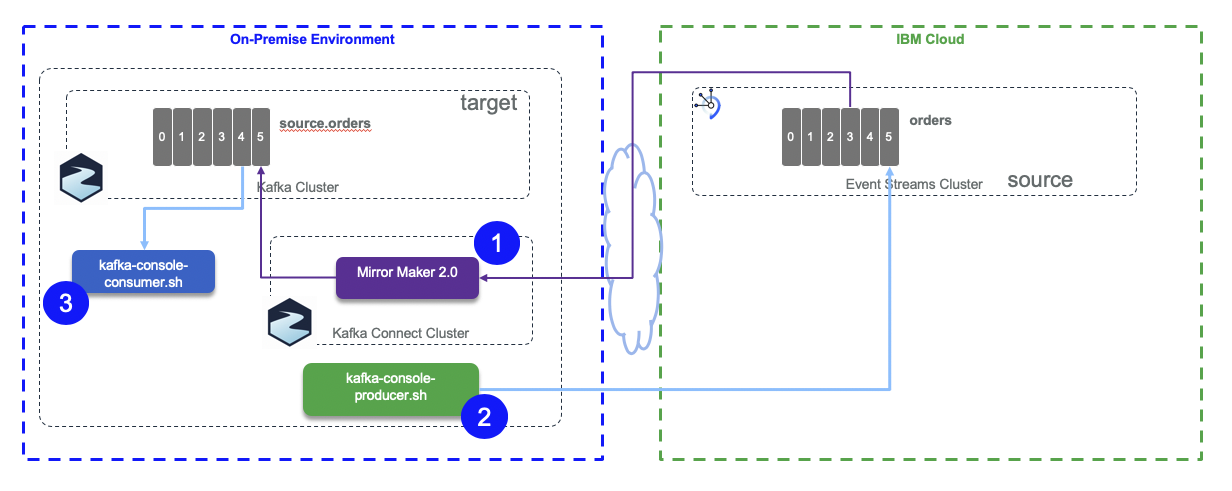 On-Premise Environment
IBM Cloud
target
source.orders
0 1 2 3 4 5
Kafka Cluster
orders
0 1 2 3 4 5
Event Streams Cluster
source
1
Mirror Maker 2.0
kafka-console-
consumer.sh
3
Kafka Connect Cluster
kafka-console-
producer.sh
2